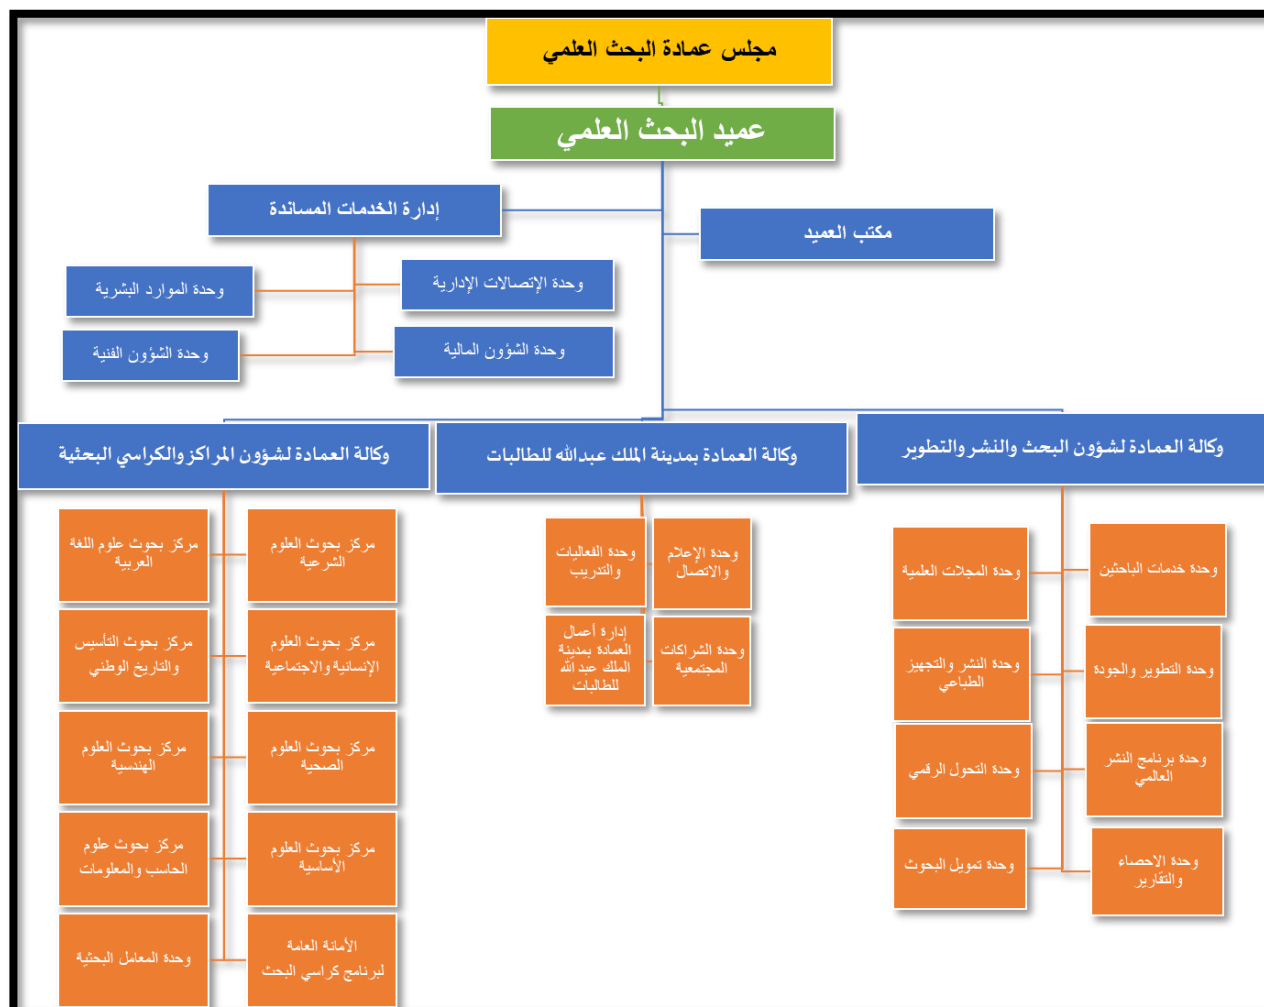 مجلس عمادة البحث العلمي
عميد البحث العلمي
إدارة الخدمات المساندة
مكتب العميد
وحدة الإتصالات الإدارية
وحدة الموارد البشرية
وحدة الشؤون المالية
وحدة الشؤون الفنية
وكالة العمادة لشؤون البحث والنشر والتطوير
وحدة خدمات الباحثين
وحدة المجلات العلمية
وحدة التطوير والجودة
وحدة النشر والتجهيز
الطباعي
وحدة برنامج النشر
العالمي
وحدة التحول الرقمي
وحدة الاحصاء
والتقارير
وحدة تمويل البحوث
وكالة العمادة بمدينة الملك عبدالله للطالبات
وحدة الإعلام
والاتصال
وحدة الفعاليات
والتدريب
وحدة الشراكات
المجتمعية
إدارة أعمال
العمادة بمدينة
الملك عبد الله
للطالبات
وكالة العمادة لشؤون المراكز والكراسي البحثية
مركز بحوث العلوم
الشرعية
مركز بحوث علوم اللغة
العربية
مركز بحوث العلوم
الإنسانية والاجتماعية
مركز بحوث التأسيس
والتاريخ الوطني
مركز بحوث العلوم
الصحية
مركز بحوث العلوم
الهندسية
مركز بحوث العلوم
الأساسية
مركز بحوث علوم
الحاسب والمعلومات
الأمانة العامة
لبرنامج كراسي البحث
وحدة المعامل البحثية